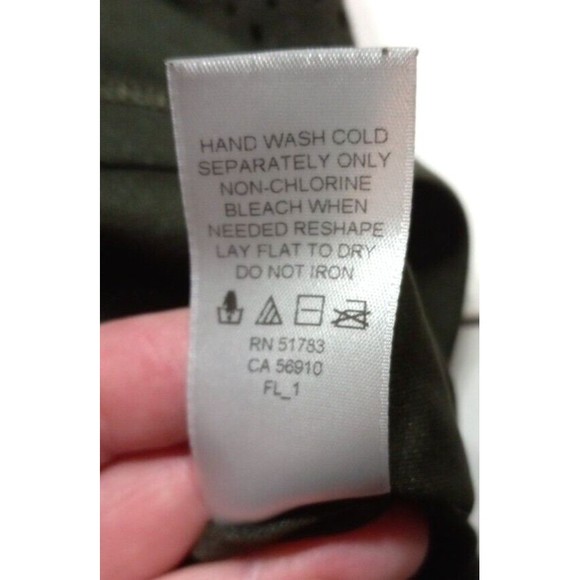 HAND WASH COLD
SEPARATELY ONLY
NON-CHLORINE
BLEACH WHEN
NEEDED RESHAPE
LAY FLAT TO DRY
DO NOT IRON
RN 51783
CA 56910
FL_1